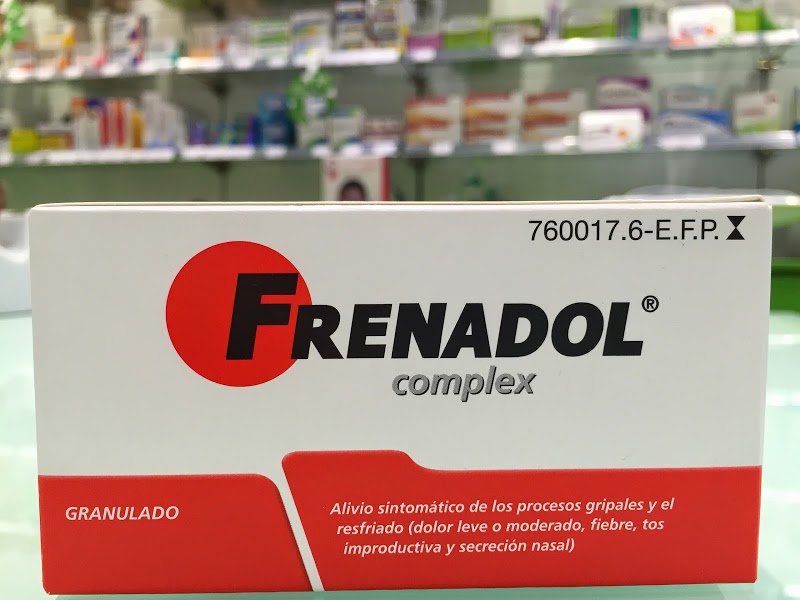 760017.6-E.F.P.
FRENADOL®
complex
GRANULADO
Alivio sintomático de los procesos gripales y el
resfriado (dolor leve o moderado, fiebre, tos
improductiva y secreción nasal)